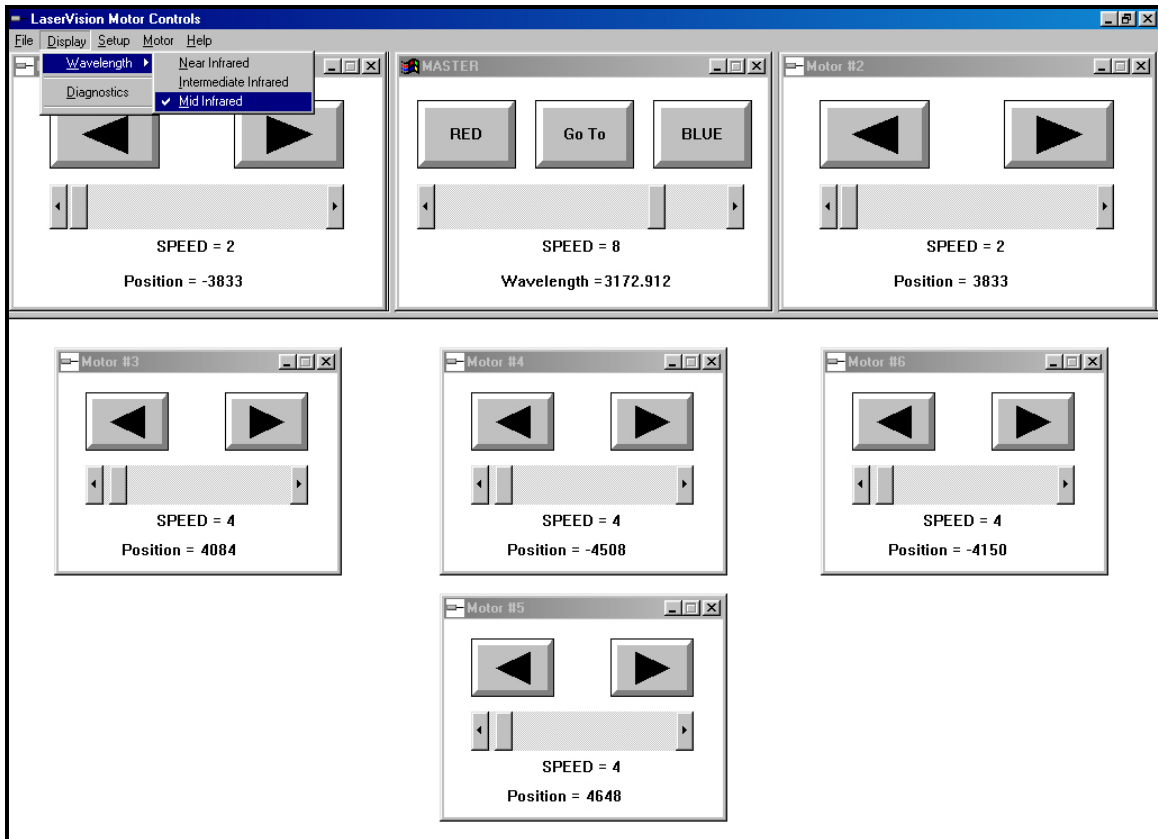 LaserVision Motor Controls
File Display Setup Motor Help
Wavelength
Diagnostics
Near Infrared
Intermediate Infrared
Mid Infrared
SPEED = 2
Position = -3833
MASTER
RED Go To BLUE
SPEED = 8
Wavelength =3172.912
Motor #2
SPEED = 2
Position = 3833
Motor #3
SPEED = 4
Position = 4084
Motor #4
SPEED = 4
Position = -4508
Motor #6
SPEED = 4
Position = -4150
Motor #5
SPEED = 4
Position = 4648